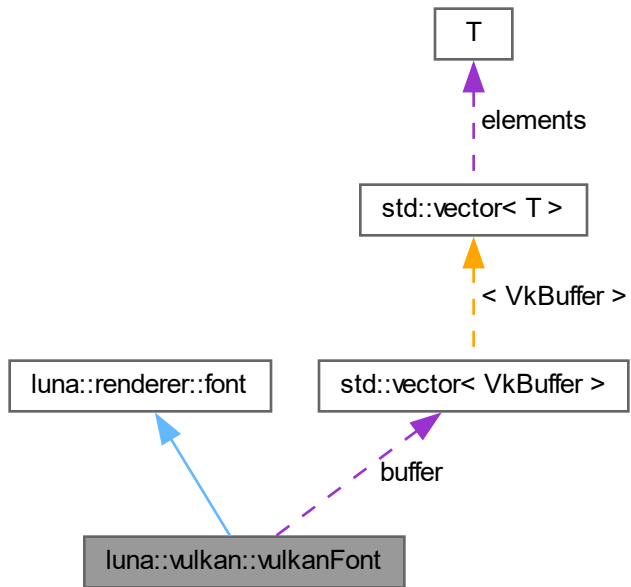 T
elements
std::vector< T >
< VkBuffer >
luna::renderer::font
std::vector< VkBuffer >
buffer
luna::vulkan::vulkanFont